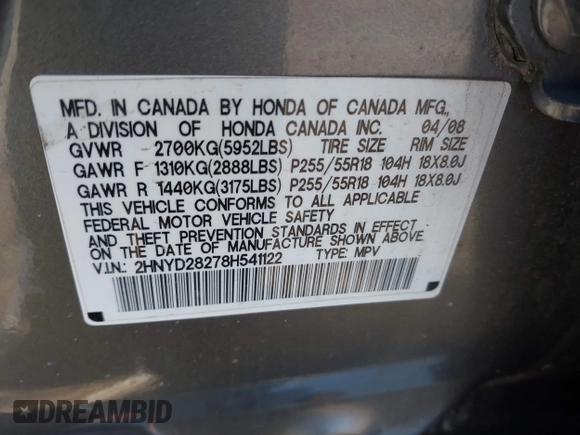 MFD. IN CANADA BY HONDA OF CANADA MFG.,
A DIVISION OF HONDA CANADA INC. 04/08
GVWR 2700KG(5952LBS) TIRE SIZE RIM SIZE
GAWR F 1310KG(2888LBS) P255/55R18 104H 18X8.0J
GAWR R 1440KG(3175LBS) P255/55R18 104H 18X8.0J
THIS VEHICLE CONFORMS TO ALL APPLICABLE
FEDERAL MOTOR VEHICLE SAFETY
AND THEFT PREVENTION STANDARDS IN EFFECT
ON THE DATE OF MANUFACTURE SHOWN ABOVE.
V.I.N.: 2HNYD28278H541122 TYPE: MPV
DREAMBID